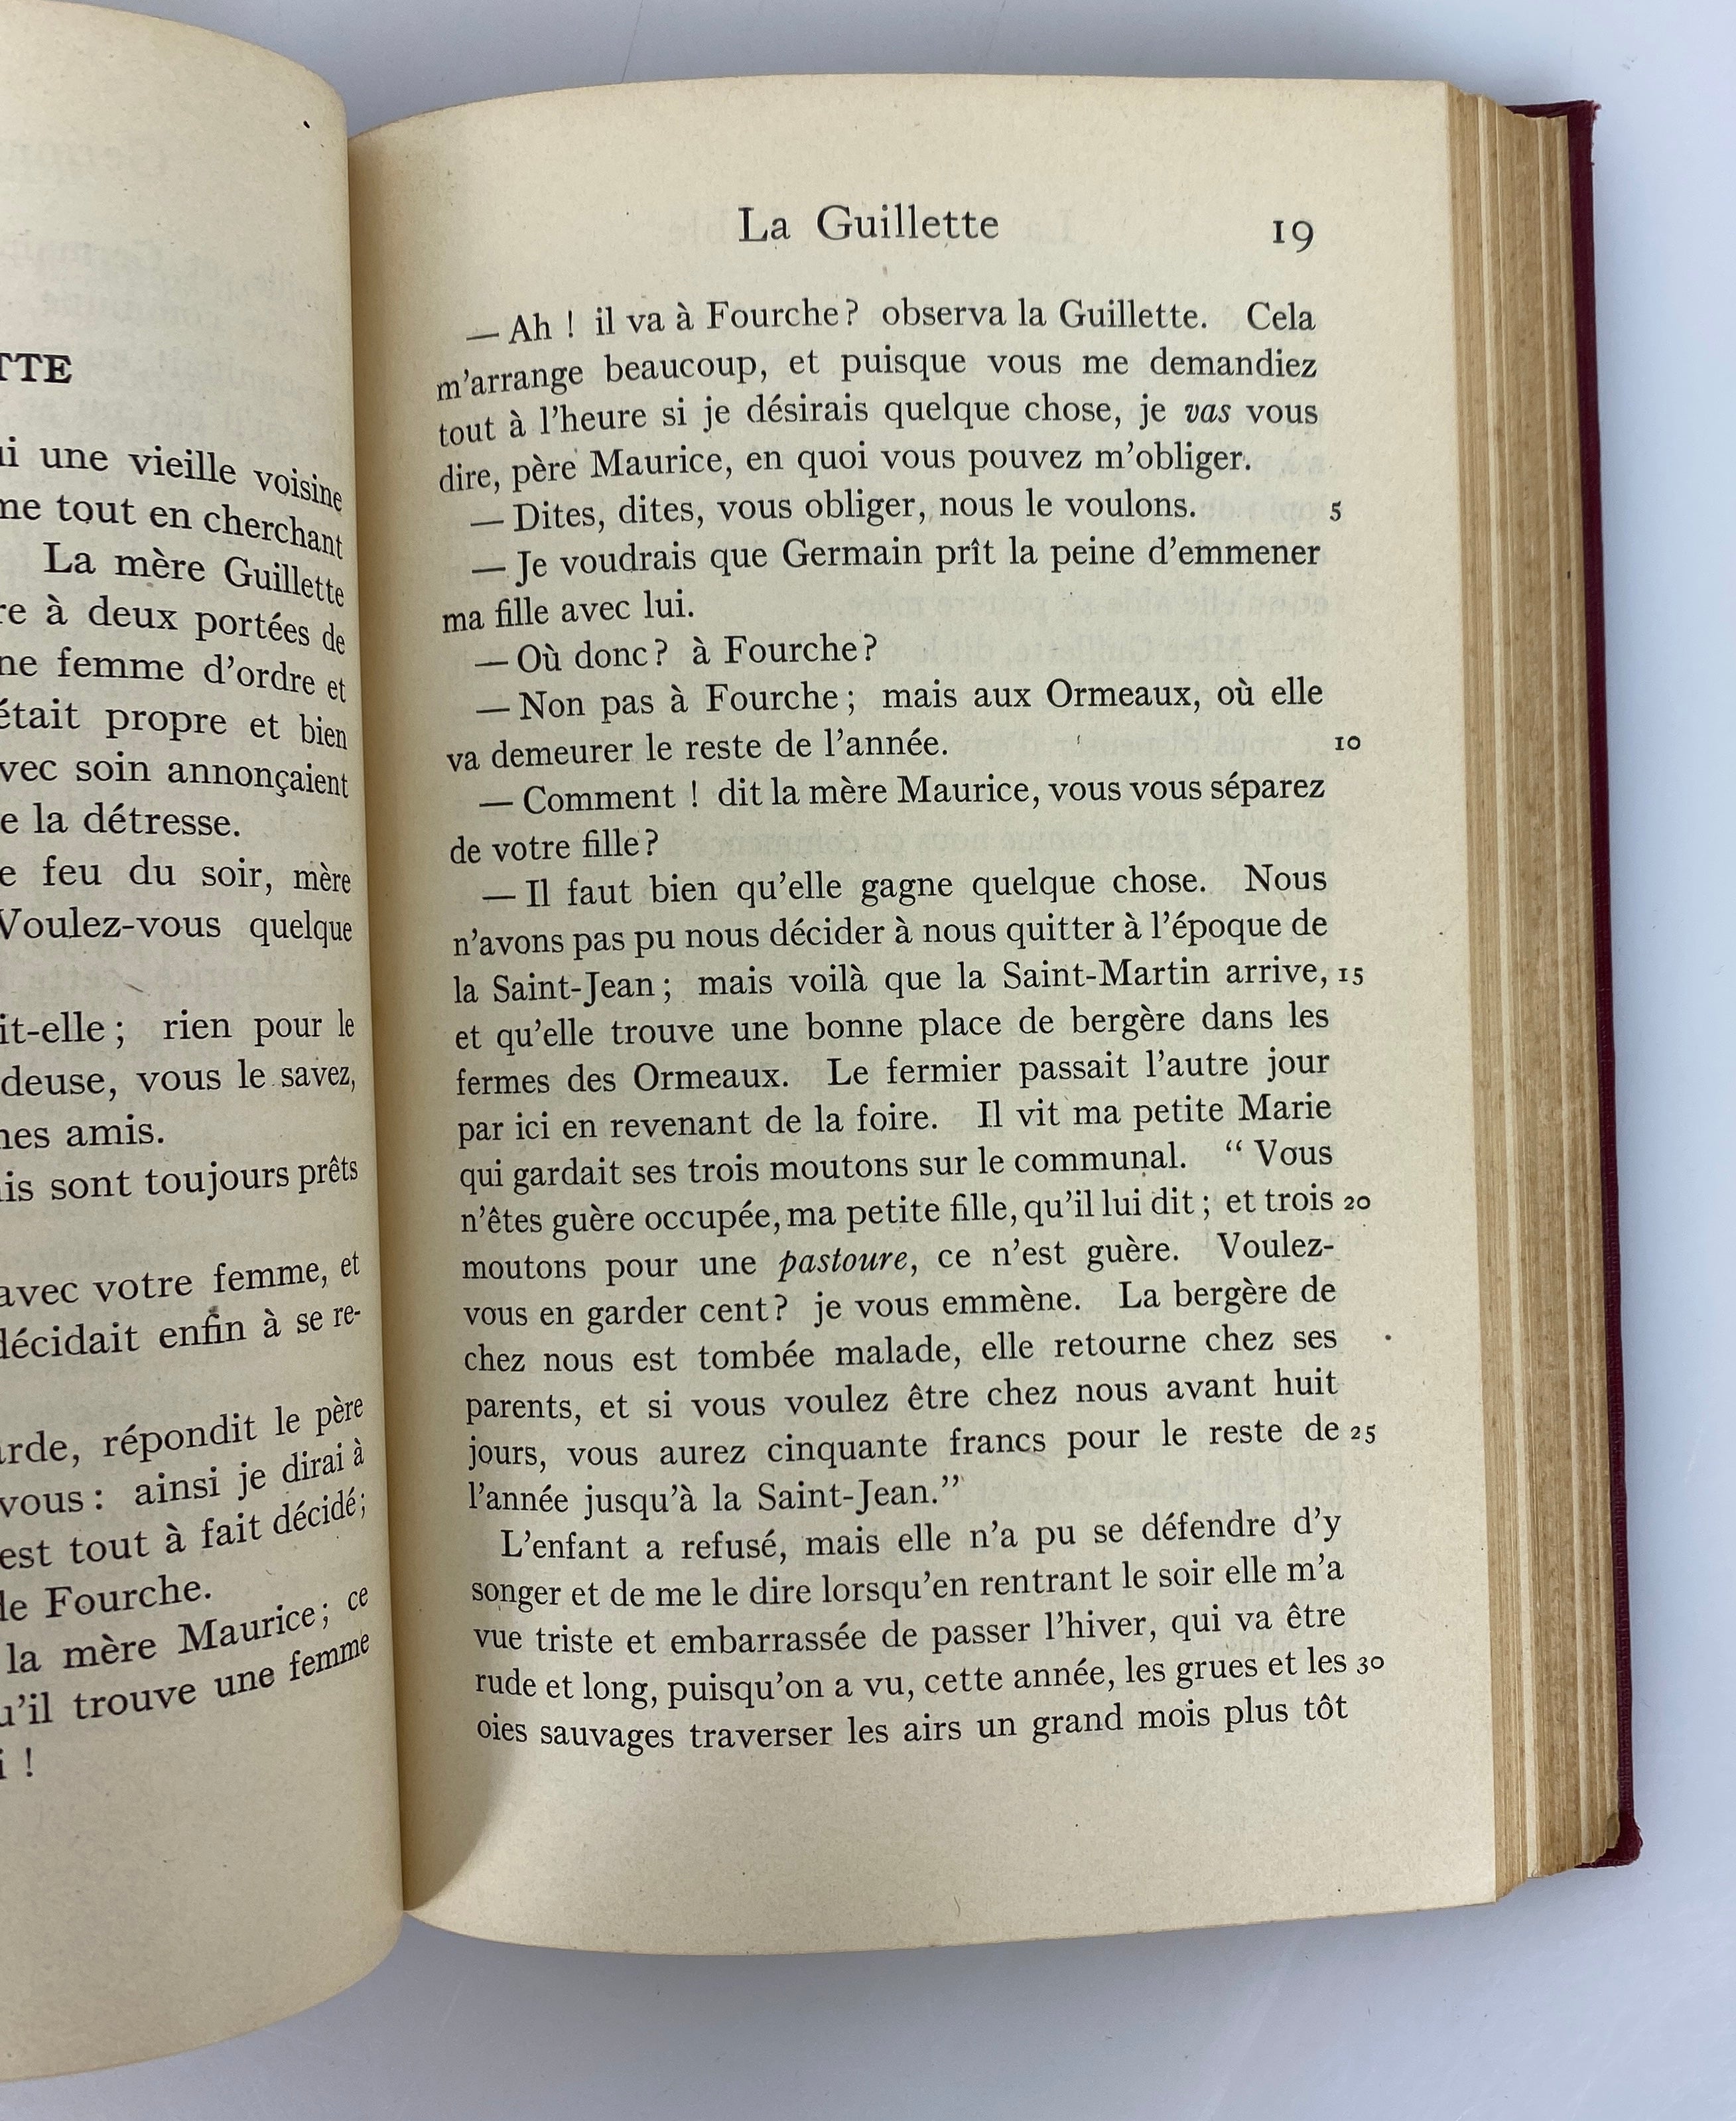 TTE
une vieille voisine
tout en cherchant
La mère Guillette
à deux portées de
femme d'ordre et
était propre et bien
soin annonçaient
la détresse.
feu du soir, mère
Voulez-vous quelque
it-elle ; rien pour le
deuse, vous le savez,
amis.
sont toujours prêts
avec votre femme, et
décidait enfin à se re-
arde, répondit le père
vous : ainsi je dirai à
est tout à fait décidé ;
de Fourche.
la mère Maurice ; ce
u'il trouve une femme
i !
La Guillette 19
— Ah ! il va à Fourche ? observa la Guillette. Cela
m'arrange beaucoup, et puisque vous me demandiez
tout à l'heure si je désirais quelque chose, je vas vous
dire, père Maurice, en quoi vous pouvez m'obliger.
— Dites, dites, vous obliger, nous le voulons. 5
— Je voudrais que Germain prît la peine d'emmener
ma fille avec lui.
— Où donc ? à Fourche ?
— Non pas à Fourche ; mais aux Ormeaux, où elle
va demeurer le reste de l'année. 10
— Comment ! dit la mère Maurice, vous vous séparez
de votre fille ?
— Il faut bien qu'elle gagne quelque chose. Nous
n'avons pas pu nous décider à nous quitter à l'époque de
la Saint-Jean ; mais voilà que la Saint-Martin arrive, 15
et qu'elle trouve une bonne place de bergère dans les
fermes des Ormeaux. Le fermier passait l'autre jour
par ici en revenant de la foire. Il vit ma petite Marie
qui gardait ses trois moutons sur le communal. “ Vous
n'êtes guère occupée, ma petite fille, qu'il lui dit ; et trois 20
moutons pour une pastoure, ce n'est guère. Voulez-
vous en garder cent ? je vous emmène. La bergère de
chez nous est tombée malade, elle retourne chez ses
parents, et si vous voulez être chez nous avant huit
jours, vous aurez cinquante francs pour le reste de 25
l'année jusqu'à la Saint-Jean.”
L'enfant a refusé, mais elle n'a pu se défendre d'y
songer et de me le dire lorsqu'en rentrant le soir elle m'a
vue triste et embarrassée de passer l'hiver, qui va être
rude et long, puisqu'on a vu, cette année, les grues et les 30
oies sauvages traverser les airs un grand mois plus tôt